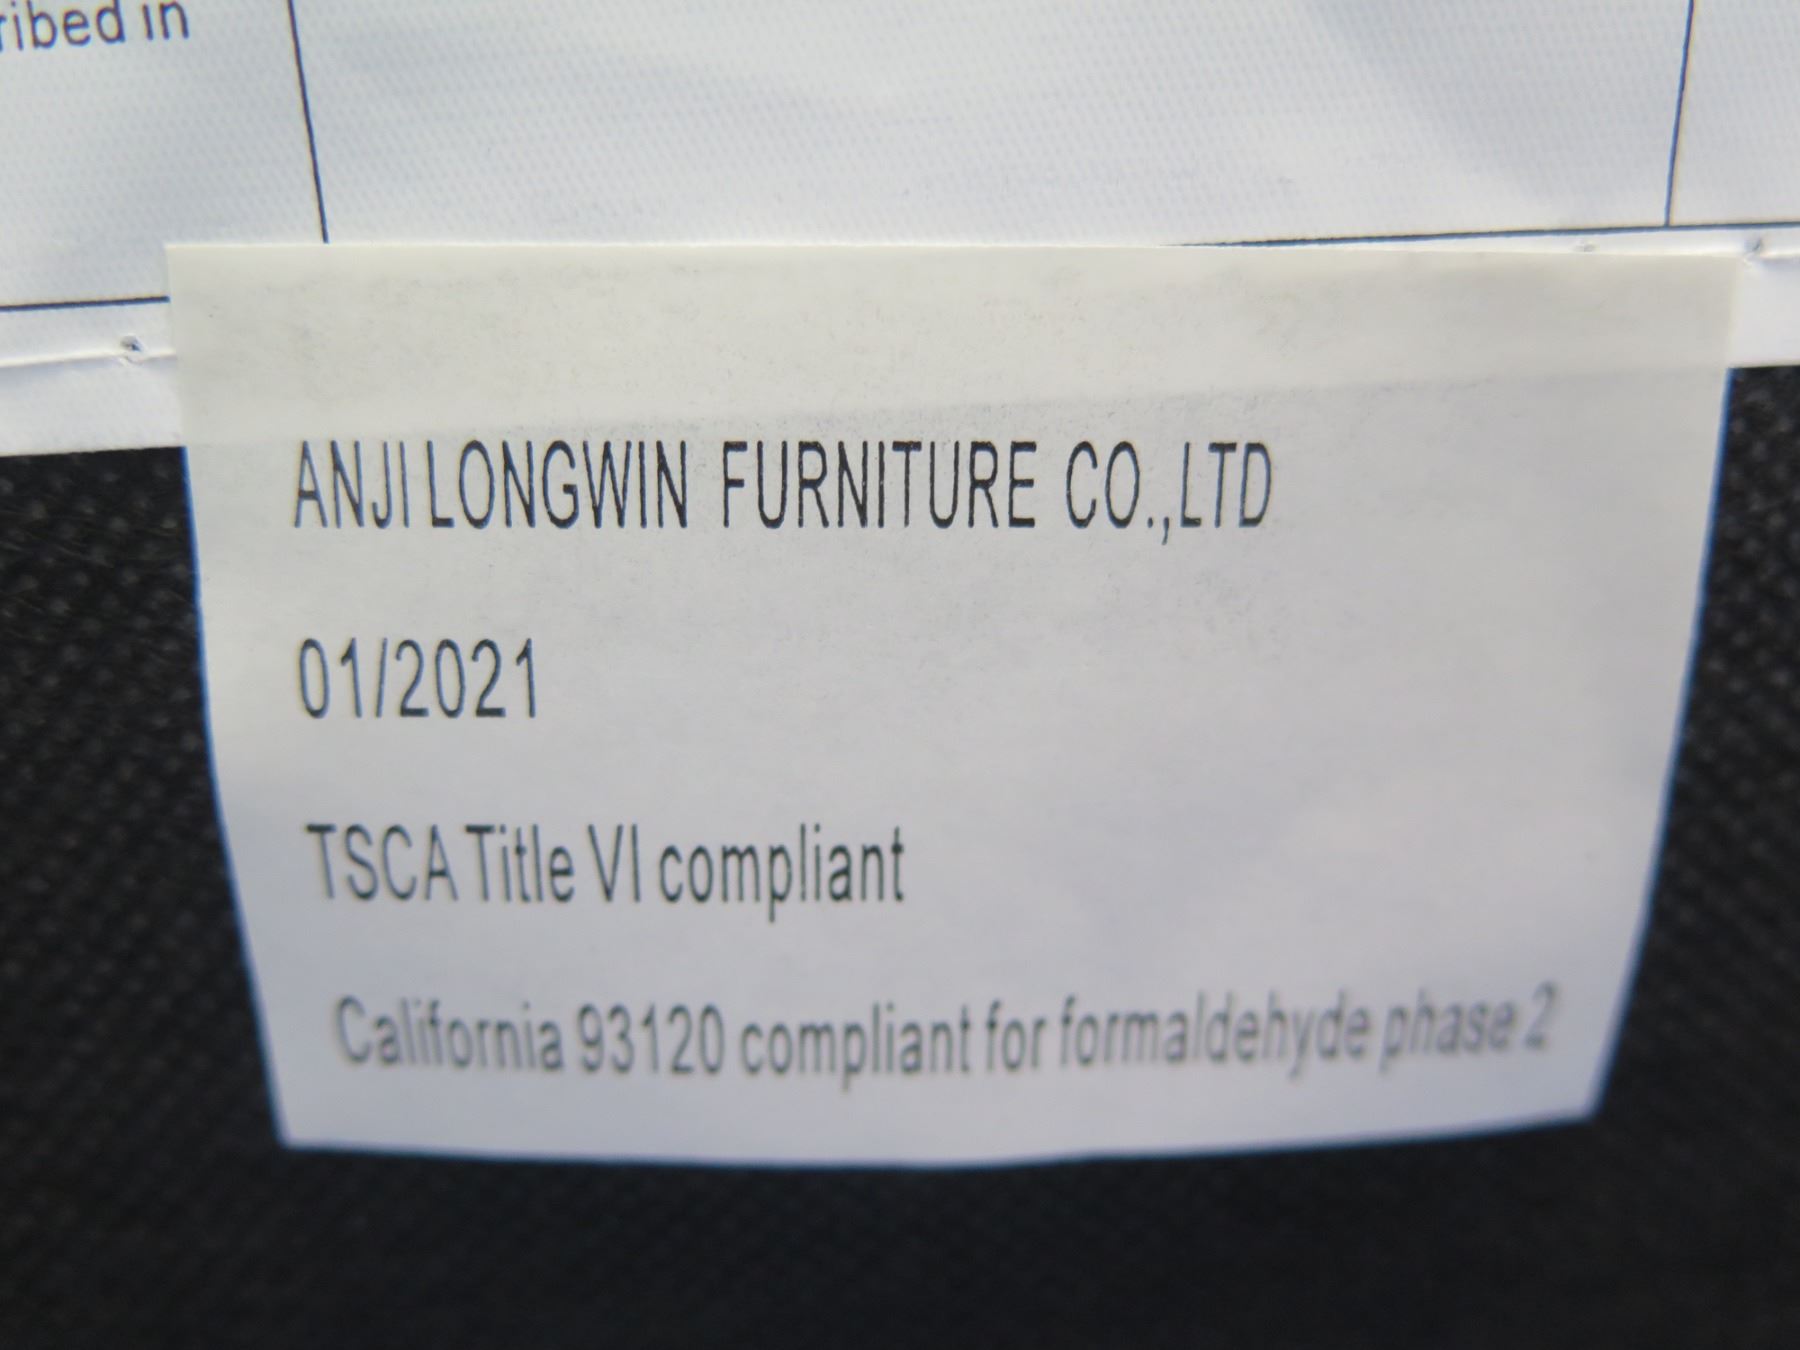 ribed in
ANJI LONGWIN FURNITURE CO.,LTD
01/2021
TSCA Title VI compliant
California 93120 compliant for formaldehyde phase 2